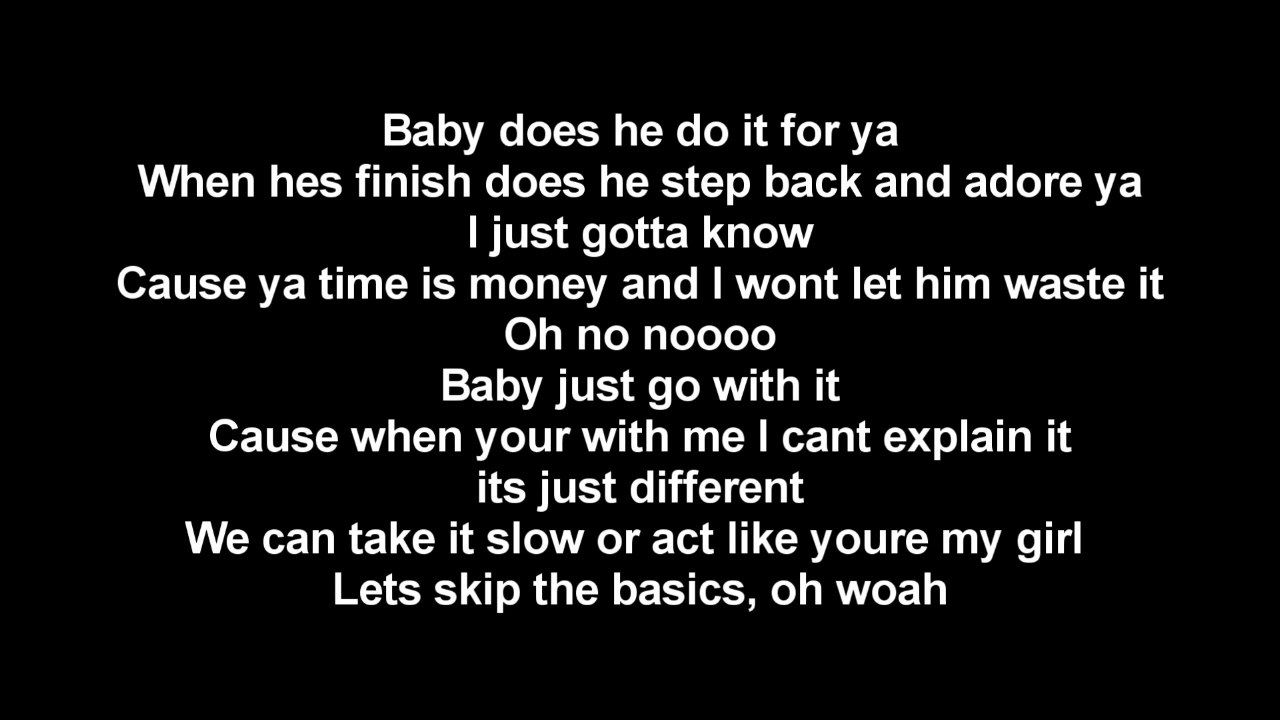 Baby does he do it for ya
When hes finish does he step back and adore ya
I just gotta know
Cause ya time is money and I wont let him waste it
Oh no noooo
Baby just go with it
Cause when your with me I cant explain it
its just different
We can take it slow or act like youre my girl
Lets skip the basics, oh woah